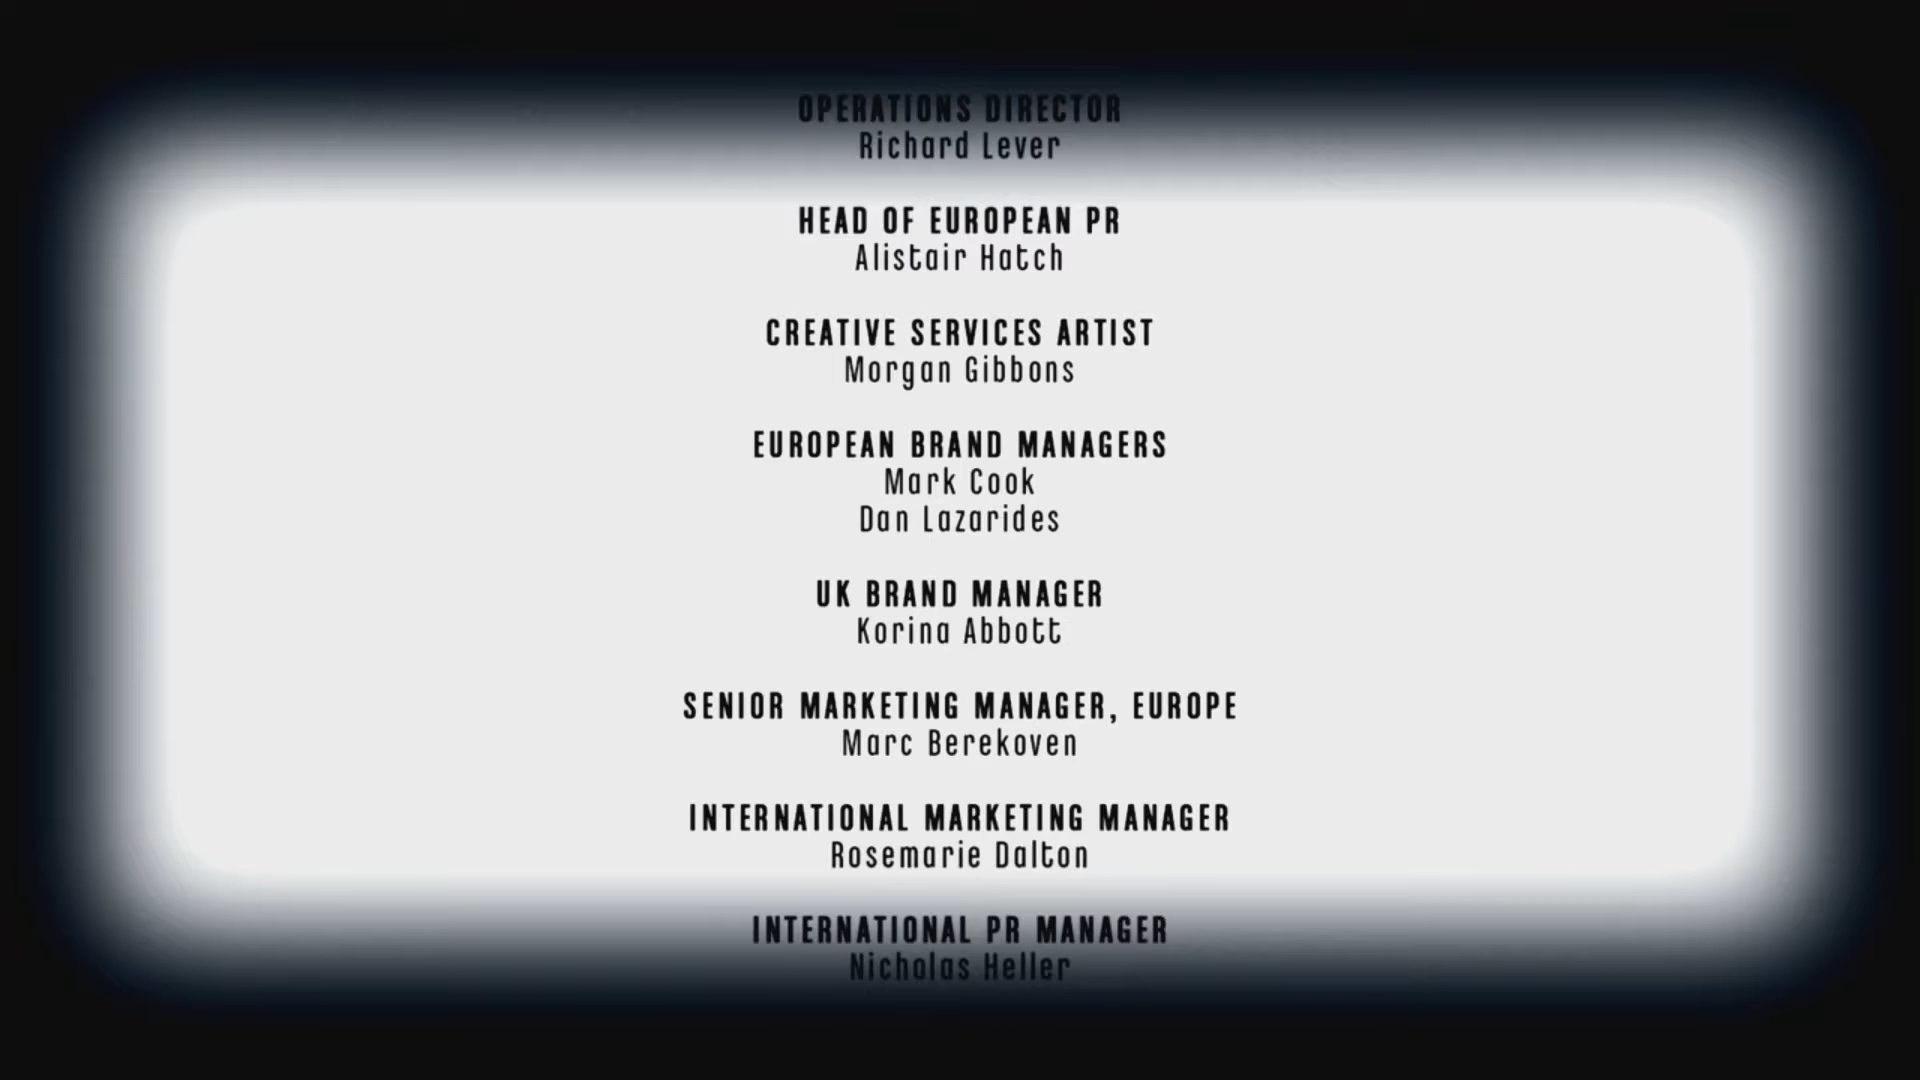 OPERATIONS DIRECTOR
Richard Lever
HEAD OF EUROPEAN PR
Alistair Hatch
CREATIVE SERVICES ARTIST
Morgan Gibbons
EUROPEAN BRAND MANAGERS
Mark Cook
Dan Lazarides
UK BRAND MANAGER
Korina Abbott
SENIOR MARKETING MANAGER, EUROPE
Marc Berekoven
INTERNATIONAL MARKETING MANAGER
Rosemarie Dalton
INTERNATIONAL PR MANAGER
Nicholas Heller